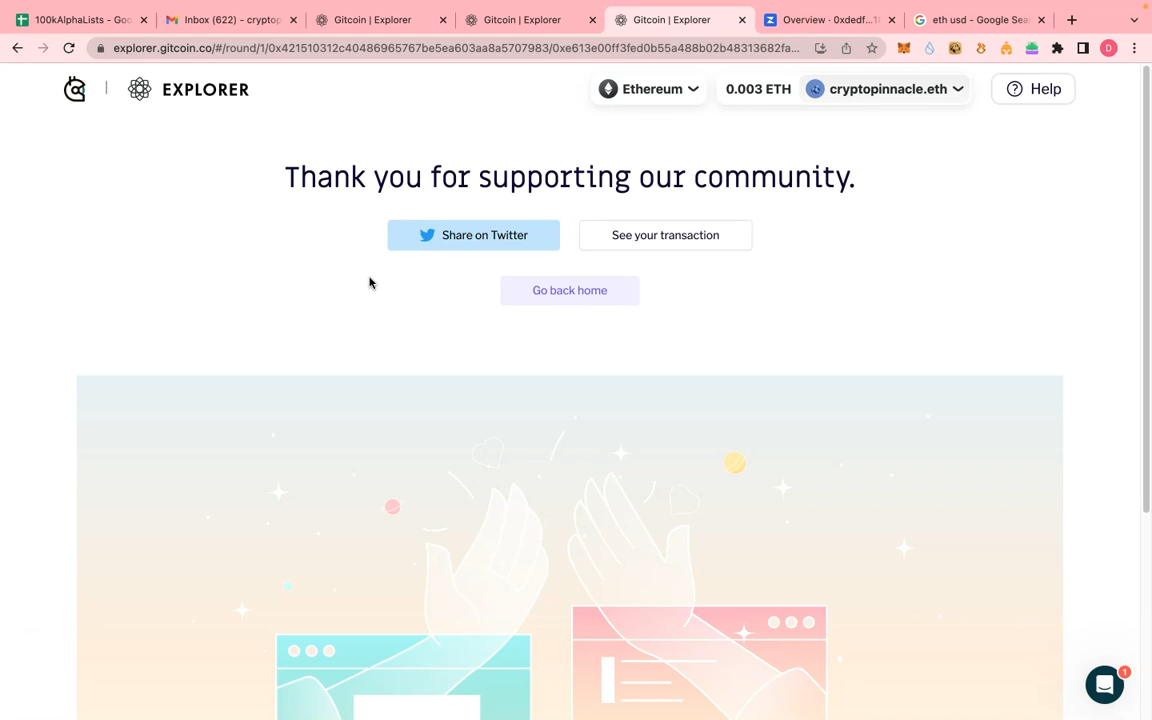 100kAlphaLists - Goo
Inbox (622) - cryptop
Gitcoin | Explorer
Gitcoin | Explorer
Gitcoin | Explorer
Overview · 0xdedf...1
eth usd - Google Sea
explorer.gitcoin.co/#/round/1/0x421510312c40486965767be5ea603aa8a5707983/0xe613e00ff3fed0b55a488b02b48313682fa...
D
EXPLORER
Ethereum
0.003 ETH
cryptopinnacle.eth
Help
Thank you for supporting our community.
Share on Twitter
See your transaction
Go back home
1